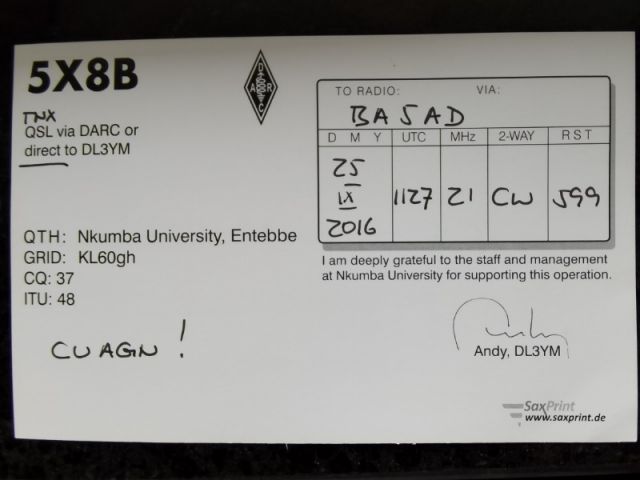 5X8B
D
A R
C
TNX
QSL via DARC or
direct to DL3YM
TO RADIO: VIA:
BA5AD
D M Y UTC MHz 2-WAY RST
25
IX 1127 21 CW 599
2016
QTH: Nkumba University, Entebbe
GRID: KL60gh
CQ: 37
ITU: 48
I am deeply grateful to the staff and management
at Nkumba University for supporting this operation.
CU AGN !
Andy, DL3YM
SaxPrint
www.saxprint.de